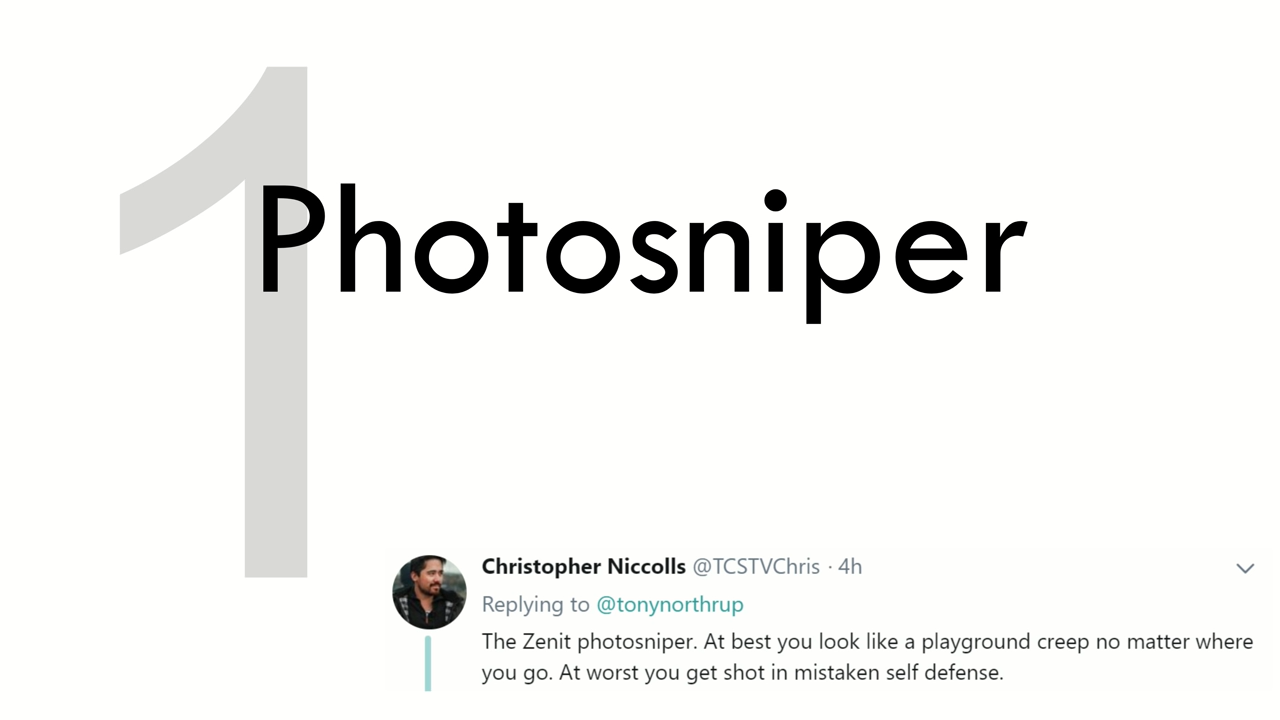 1
Photosniper
Christopher Niccolls @TCSTVChris · 4h
Replying to @tonynorthrup
The Zenit photosniper. At best you look like a playground creep no matter where
you go. At worst you get shot in mistaken self defense.